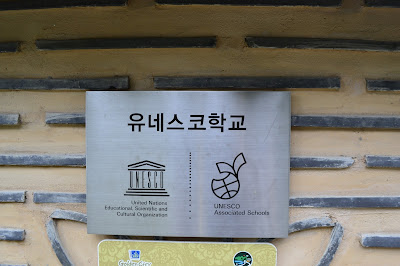 유네스코학교
UNESCO
United Nations
Educational, Scientific and
Cultural Organization
UNESCO
Associated Schools